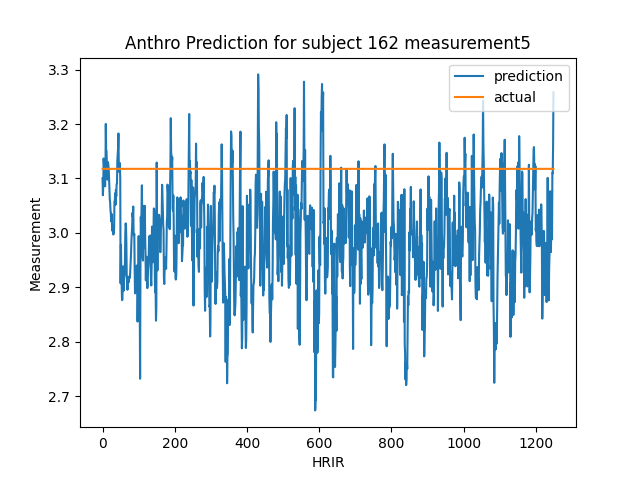 Anthro Prediction for subject 162 measurement5
prediction
actual
Measurement
3.3
3.2
3.1
3.0
2.9
2.8
2.7
0 200 400 600 800 1000 1200
HRIR